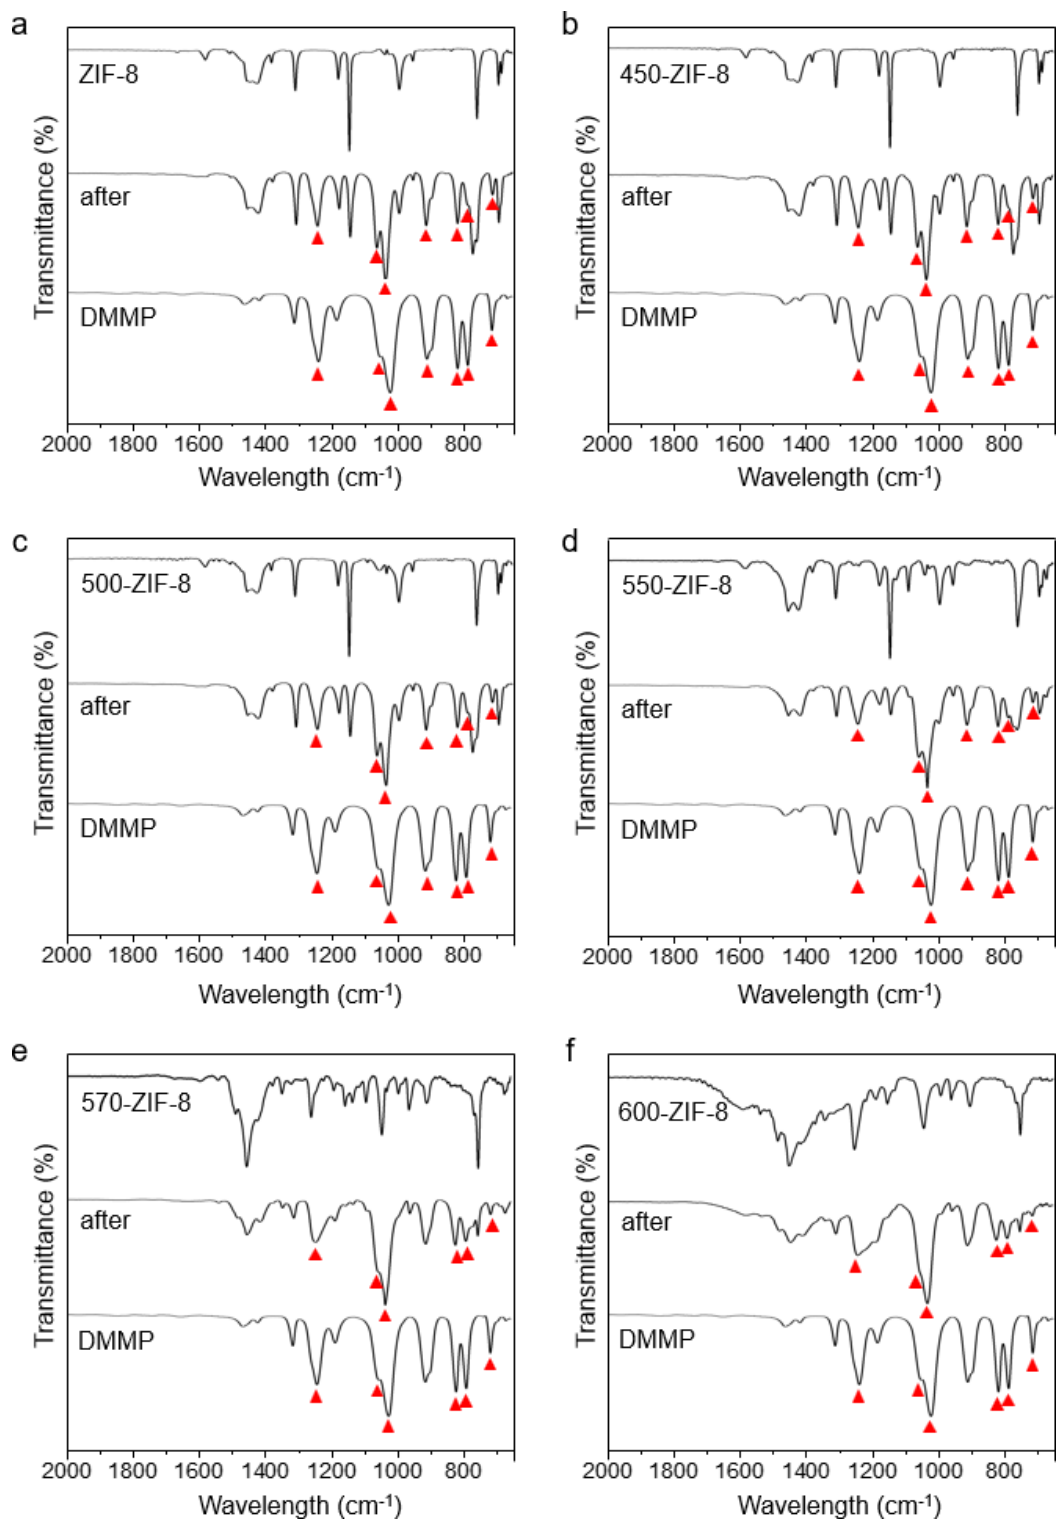 a
ZIF-8
after
DMMP
Transmittance (%)
2000 1800 1600 1400 1200 1000 800
Wavelength (cm-1)
b
450-ZIF-8
after
DMMP
Transmittance (%)
2000 1800 1600 1400 1200 1000 800
Wavelength (cm-1)
c
500-ZIF-8
after
DMMP
Transmittance (%)
2000 1800 1600 1400 1200 1000 800
Wavelength (cm-1)
d
550-ZIF-8
after
DMMP
Transmittance (%)
2000 1800 1600 1400 1200 1000 800
Wavelength (cm-1)
e
570-ZIF-8
after
DMMP
Transmittance (%)
2000 1800 1600 1400 1200 1000 800
Wavelength (cm-1)
f
600-ZIF-8
after
DMMP
Transmittance (%)
2000 1800 1600 1400 1200 1000 800
Wavelength (cm-1)